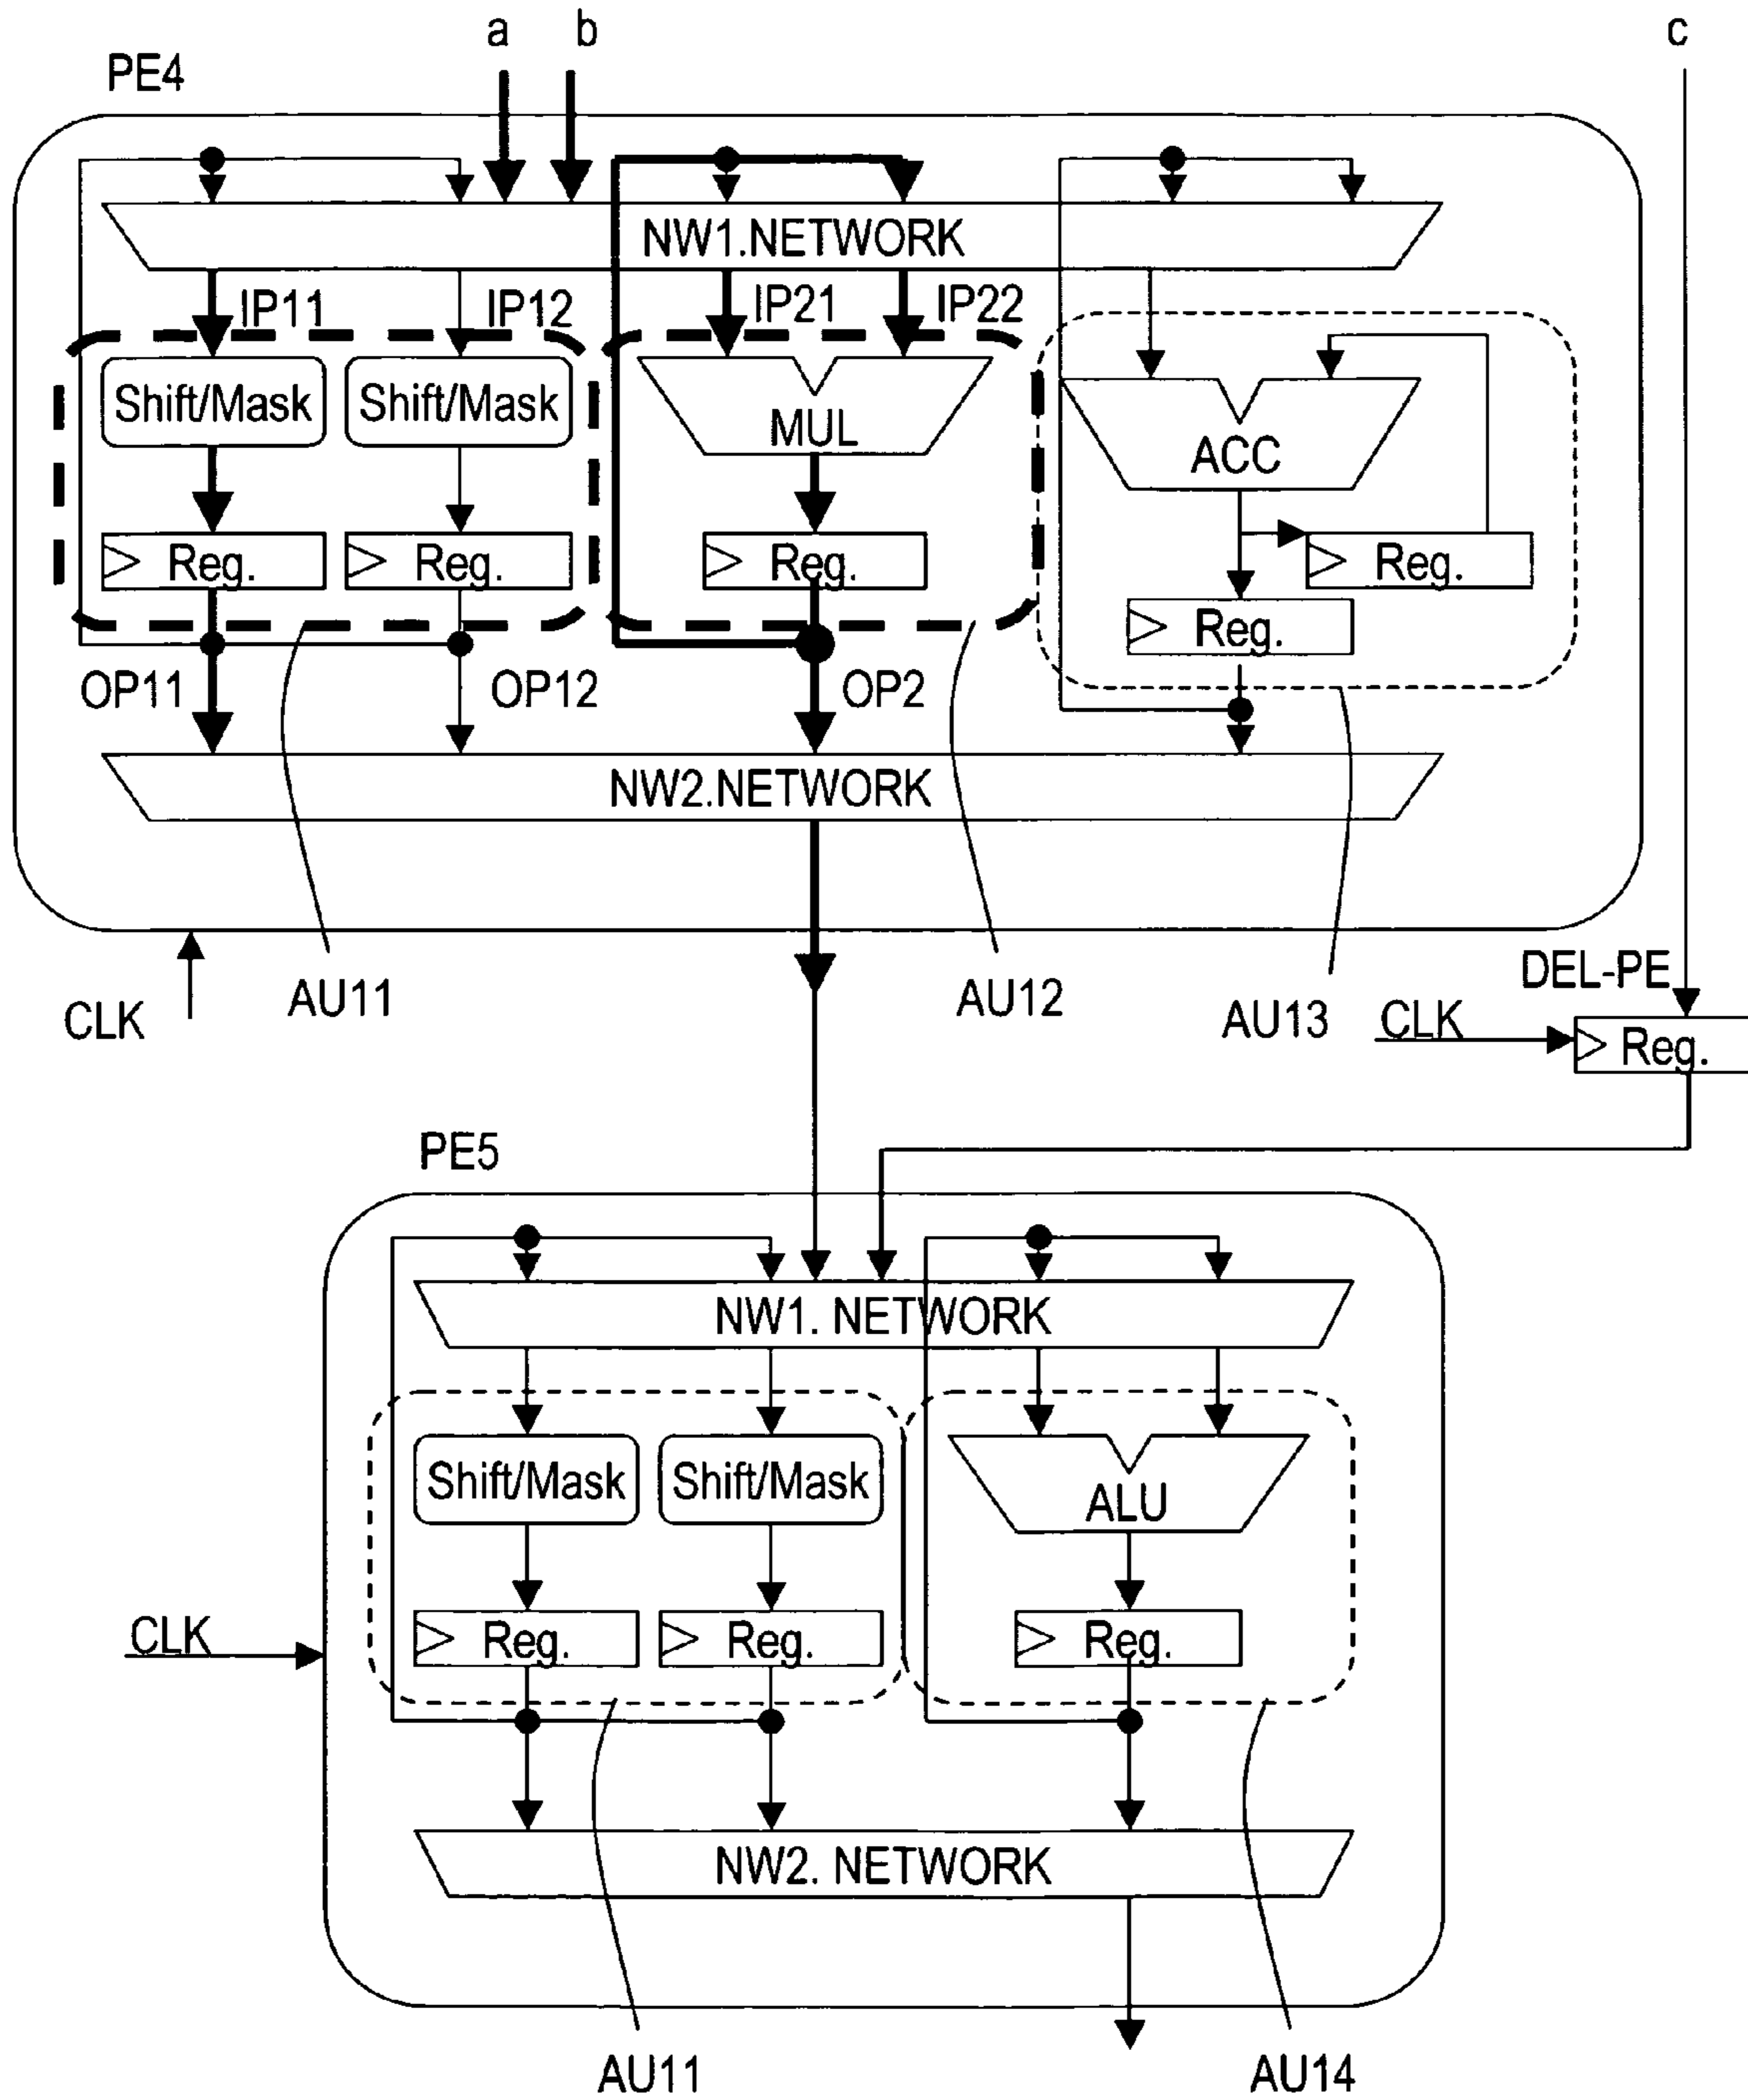 a b c
PE4
NW1.NETWORK
IP11 IP12 IP21 IP22
Shift/Mask Shift/Mask MUL ACC
Reg. Reg. Reg. Reg.
Reg.
OP11 OP12 OP2
NW2.NETWORK
CLK AU11 AU12 AU13 CLK DEL-PE
Reg.
PE5
NW1. NETWORK
Shift/Mask Shift/Mask ALU
CLK Reg. Reg. Reg.
NW2. NETWORK
AU11 AU14